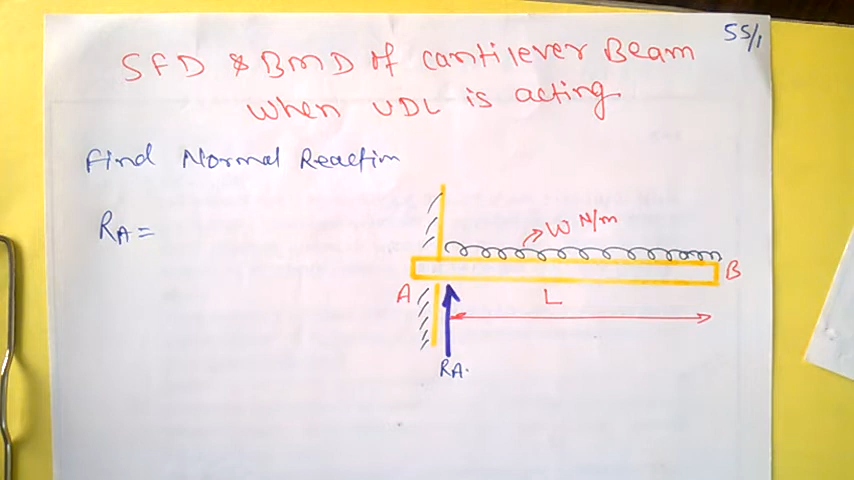 55/1
SFD & BMD of cantilever Beam
when UDL is acting
Find Normal Reaction
RA =
W N/m
A
B
L
RA.